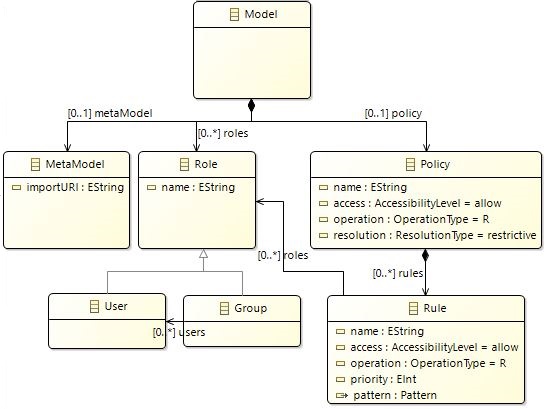 Model
[0..1] metaModel
[0..*] roles
[0..1] policy
MetaModel
importURI : EString
Role
name : EString
Policy
name : EString
access : AccessibilityLevel = allow
operation : OperationType = R
resolution : ResolutionType = restrictive
[0..*] roles
[0..*] rules
User
Group
[0..*] users
Rule
name : EString
access : AccessibilityLevel = allow
operation : OperationType = R
priority : EInt
pattern : Pattern